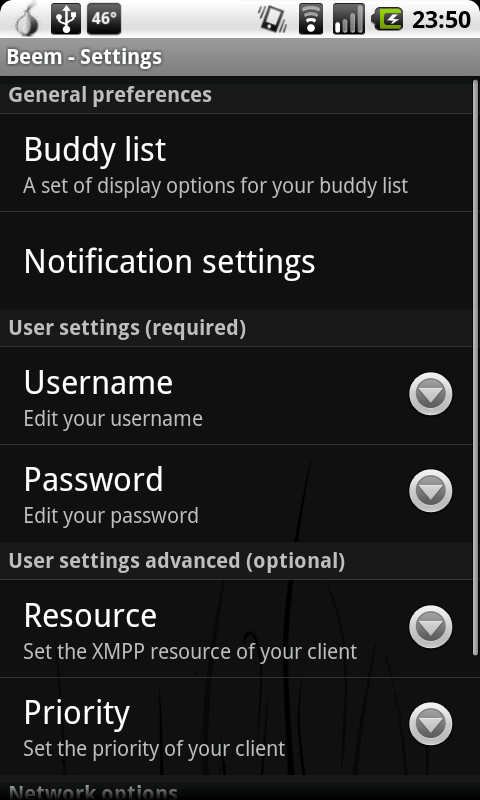 46°
23:50
Beem - Settings
General preferences
Buddy list
A set of display options for your buddy list
Notification settings
User settings (required)
Username
Edit your username
Password
Edit your password
User settings advanced (optional)
Resource
Set the XMPP resource of your client
Priority
Set the priority of your client
Network options